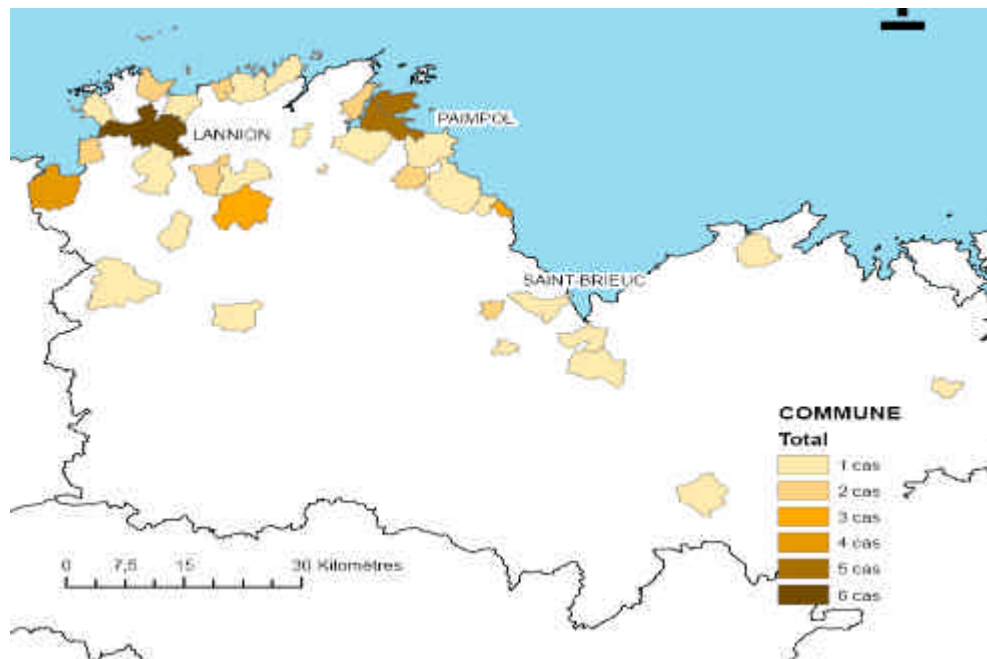 PAIMPOL
LANNION
SAINT-BRIEUC
COMMUNE
Total
1 cas
2 cas
3 cas
4 cas
5 cas
6 cas
0 7,5 15 30 Kilomètres